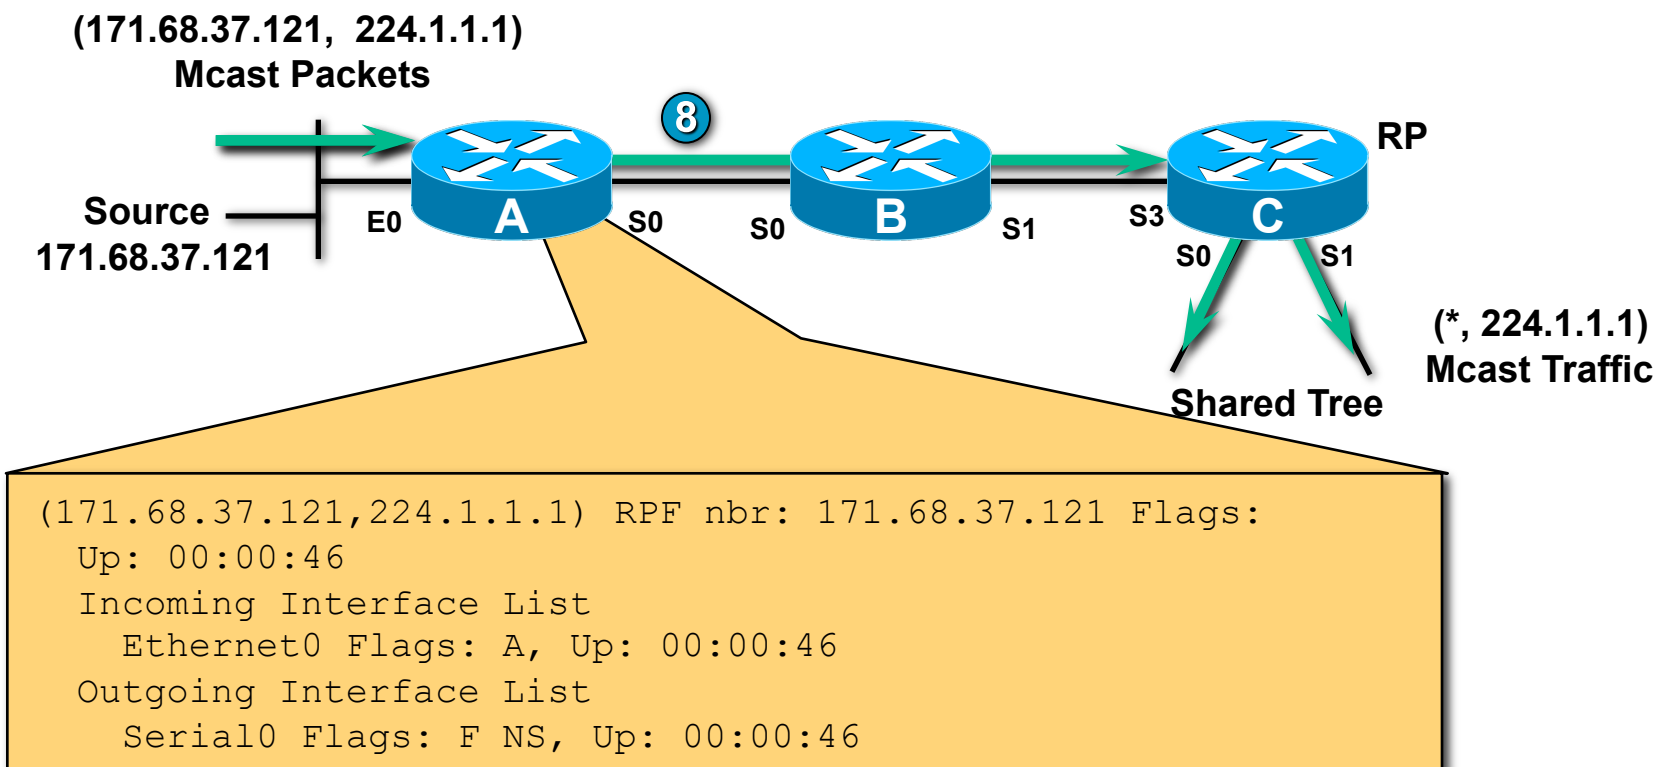 (171.68.37.121,  224.1.1.1)
Mcast Packets
8
RP
Source
171.68.37.121
E0
A
S0
S0
B
S1
S3
C
S0
S1
(*, 224.1.1.1)
Mcast Traffic
Shared Tree
(171.68.37.121,224.1.1.1) RPF nbr: 171.68.37.121 Flags:
Up: 00:00:46
Incoming Interface List
Ethernet0 Flags: A, Up: 00:00:46
Outgoing Interface List
Serial0 Flags: F NS, Up: 00:00:46